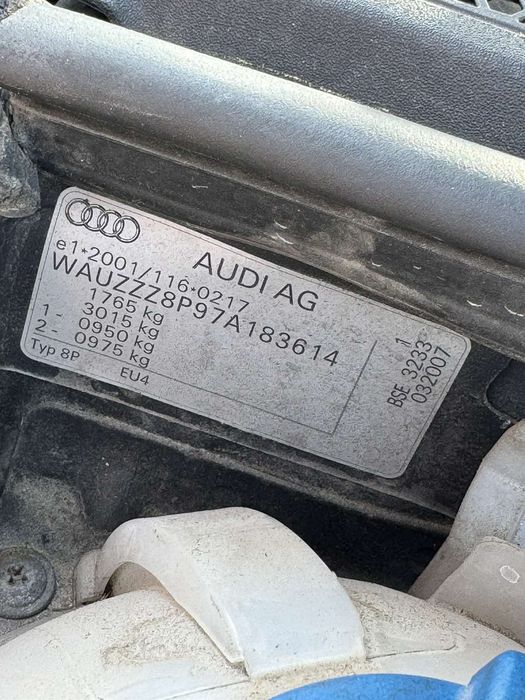 AUDI AG
e1*2001/116*0217
WAUZZZ8P97A183614
1765 kg
3015 kg
1 - 0950 kg
2 - 0975 kg
Typ 8P
EU4
1
BSE 3233
032007